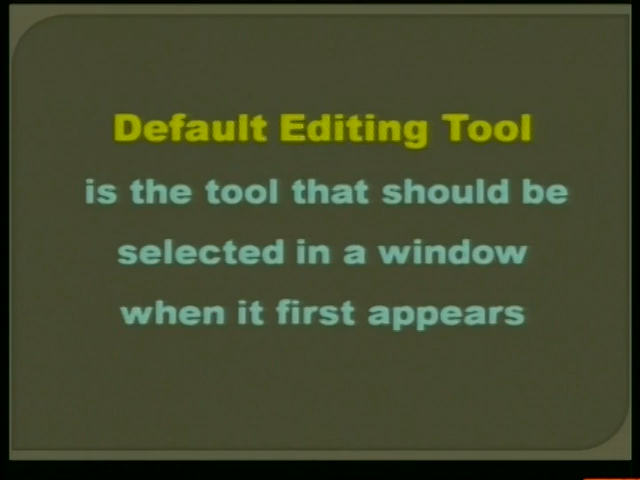 Default Editing Tool
is the tool that should be
selected in a window
when it first appears